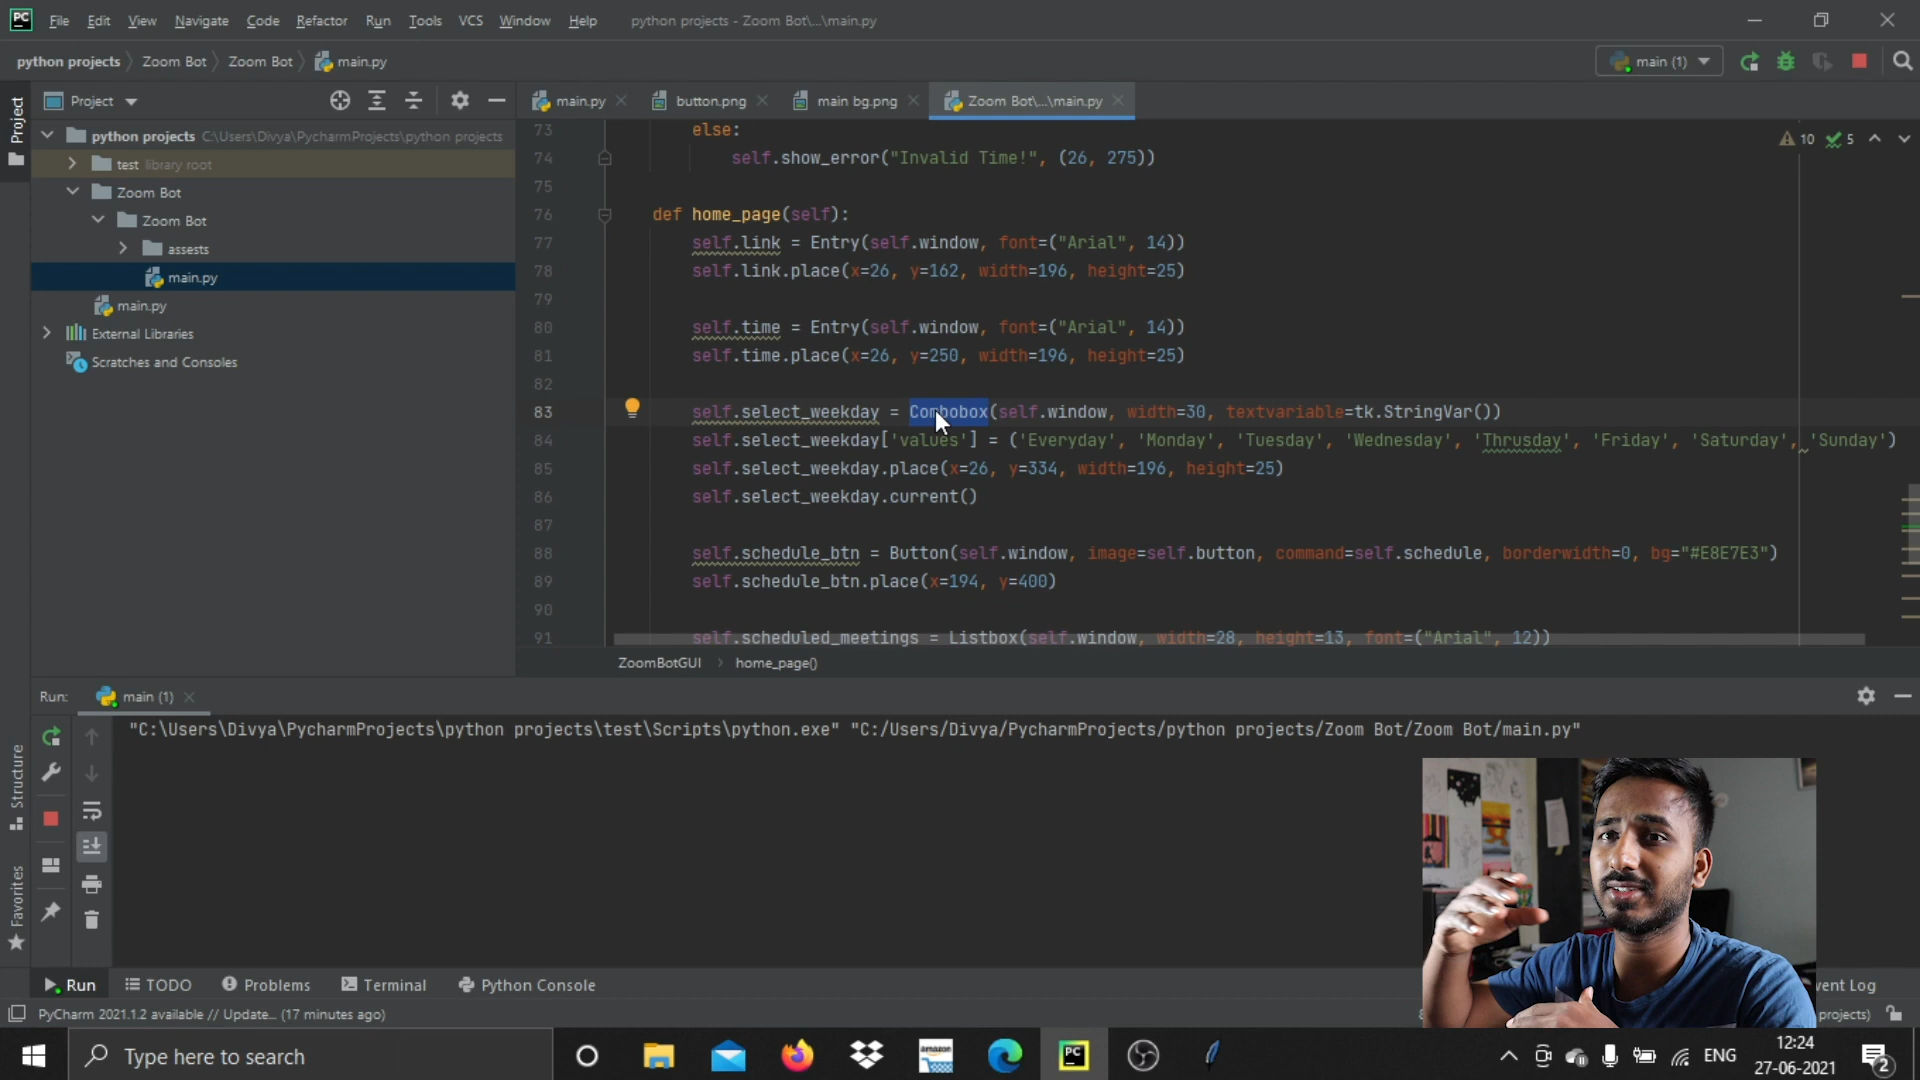 PC File Edit View Navigate Code Refactor Run Tools VCS Window Help python projects - Zoom Bot\...\main.py
python projects Zoom Bot Zoom Bot main.py main (1)
Project
Project
main.py button.png main bg.png Zoom Bot\...\main.py
python projects C:\Users\Divya\PycharmProjects\python projects
test library root
Zoom Bot
Zoom Bot
assests
main.py
main.py
External Libraries
Scratches and Consoles
10 5
73 else:
74 self.show_error("Invalid Time!", (26, 275))
75
76 def home_page(self):
77 self.link = Entry(self.window, font=("Arial", 14))
78 self.link.place(x=26, y=162, width=196, height=25)
79
80 self.time = Entry(self.window, font=("Arial", 14))
81 self.time.place(x=26, y=250, width=196, height=25)
82
83 self.select_weekday = Combobox(self.window, width=30, textvariable=tk.StringVar())
84 self.select_weekday['values'] = ('Everyday', 'Monday', 'Tuesday', 'Wednesday', 'Thrusday', 'Friday', 'Saturday', 'Sunday')
85 self.select_weekday.place(x=26, y=334, width=196, height=25)
86 self.select_weekday.current()
87
88 self.schedule_btn = Button(self.window, image=self.button, command=self.schedule, borderwidth=0, bg="#E8E7E3")
89 self.schedule_btn.place(x=194, y=400)
90
91 self.scheduled_meetings = Listbox(self.window, width=28, height=13, font=("Arial", 12))
ZoomBotGUI home_page()
Run: main (1)
"C:\Users\Divya\PycharmProjects\python projects\test\Scripts\python.exe" "C:/Users/Divya/PycharmProjects/python projects/Zoom Bot/Zoom Bot/main.py"
Structure
Favorites
Run TODO Problems Terminal Python Console vent Log
PyCharm 2021.1.2 available // Update... (17 minutes ago) projects)
Type here to search amazon PC ENG 12:24
27-06-2021 2